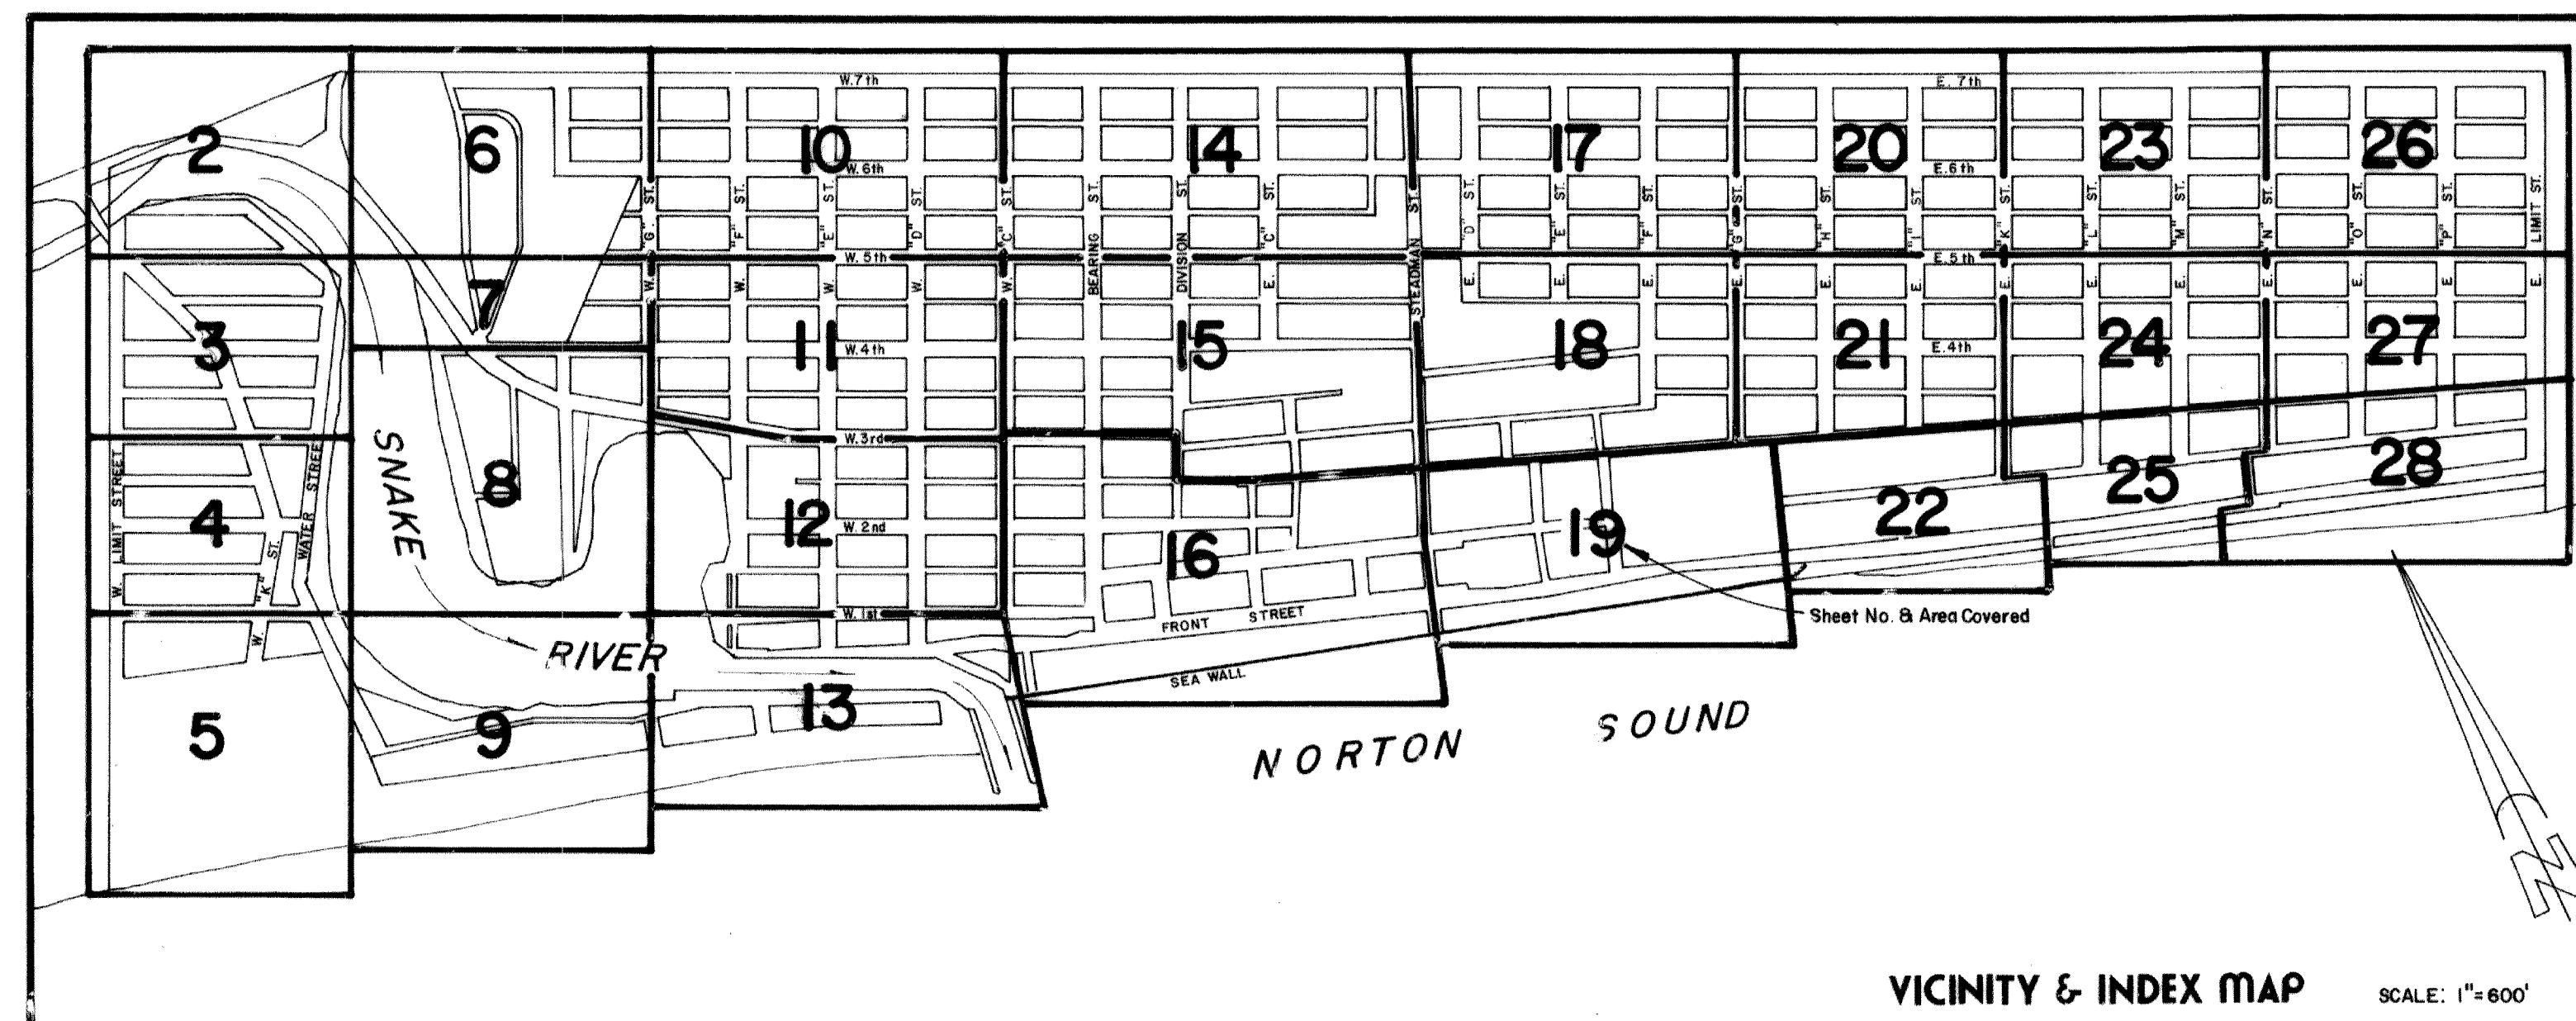 W. 7th
E. 7th
2
6
10
14
17
20
23
26
W. 6th
E. 6th
W. "G" ST.
W. "F" ST.
W. "E" ST.
W. "D" ST.
W. "C" ST.
BEARING ST.
DIVISION ST.
E. "C" ST.
STEADMAN ST.
E. "D" ST.
E. "E" ST.
E. "F" ST.
E. "G" ST.
E. "H" ST.
E. "I" ST.
E. "K" ST.
E. "L" ST.
E. "M" ST.
E. "N" ST.
E. "O" ST.
E. "P" ST.
E. LIMIT ST.
W. 5th
E. 5th
3
7
11
15
18
21
24
27
W. 4th
E. 4th
W. 3rd
W. LIMIT STREET
WATER STREE
W. "K" ST.
SNAKE
RIVER
4
8
12
16
19
22
25
28
W. 2nd
W. 1st
FRONT STREET
SEA WALL
Sheet No. & Area Covered
5
9
13
NORTON SOUND
N
VICINITY & INDEX MAP
SCALE: 1"=600'